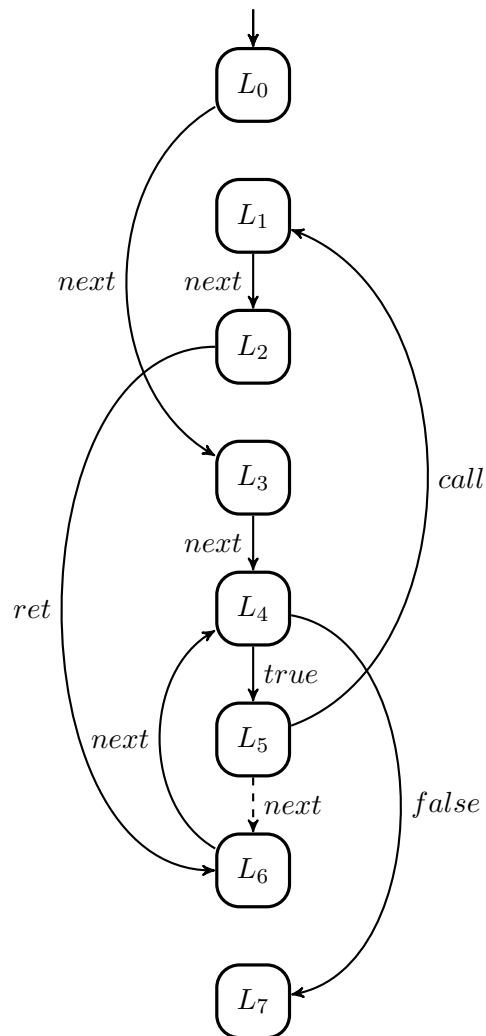 L₀
L₁
next next
L₂
L₃
call
next
ret L₄
true
next L₅
next false
L₆
L₇